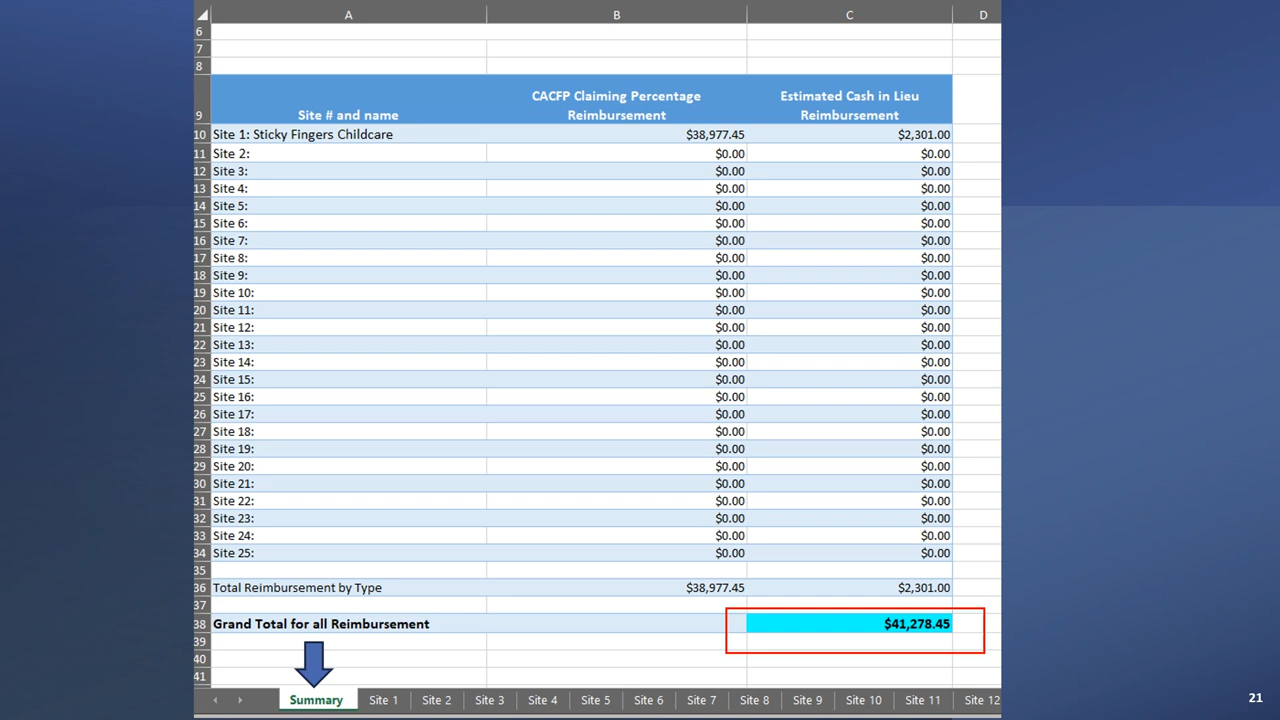 A B C D
6
7
8
9 Site # and name CACFP Claiming Percentage Reimbursement Estimated Cash in Lieu Reimbursement
10 Site 1: Sticky Fingers Childcare $38,977.45 $2,301.00
11 Site 2: $0.00 $0.00
12 Site 3: $0.00 $0.00
13 Site 4: $0.00 $0.00
14 Site 5: $0.00 $0.00
15 Site 6: $0.00 $0.00
16 Site 7: $0.00 $0.00
17 Site 8: $0.00 $0.00
18 Site 9: $0.00 $0.00
19 Site 10: $0.00 $0.00
20 Site 11: $0.00 $0.00
21 Site 12: $0.00 $0.00
22 Site 13: $0.00 $0.00
23 Site 14: $0.00 $0.00
24 Site 15: $0.00 $0.00
25 Site 16: $0.00 $0.00
26 Site 17: $0.00 $0.00
27 Site 18: $0.00 $0.00
28 Site 19: $0.00 $0.00
29 Site 20: $0.00 $0.00
30 Site 21: $0.00 $0.00
31 Site 22: $0.00 $0.00
32 Site 23: $0.00 $0.00
33 Site 24: $0.00 $0.00
34 Site 25: $0.00 $0.00
35
36 Total Reimbursement by Type $38,977.45 $2,301.00
37
38 Grand Total for all Reimbursement $41,278.45
39
40
41
Summary Site 1 Site 2 Site 3 Site 4 Site 5 Site 6 Site 7 Site 8 Site 9 Site 10 Site 11 Site 12
21